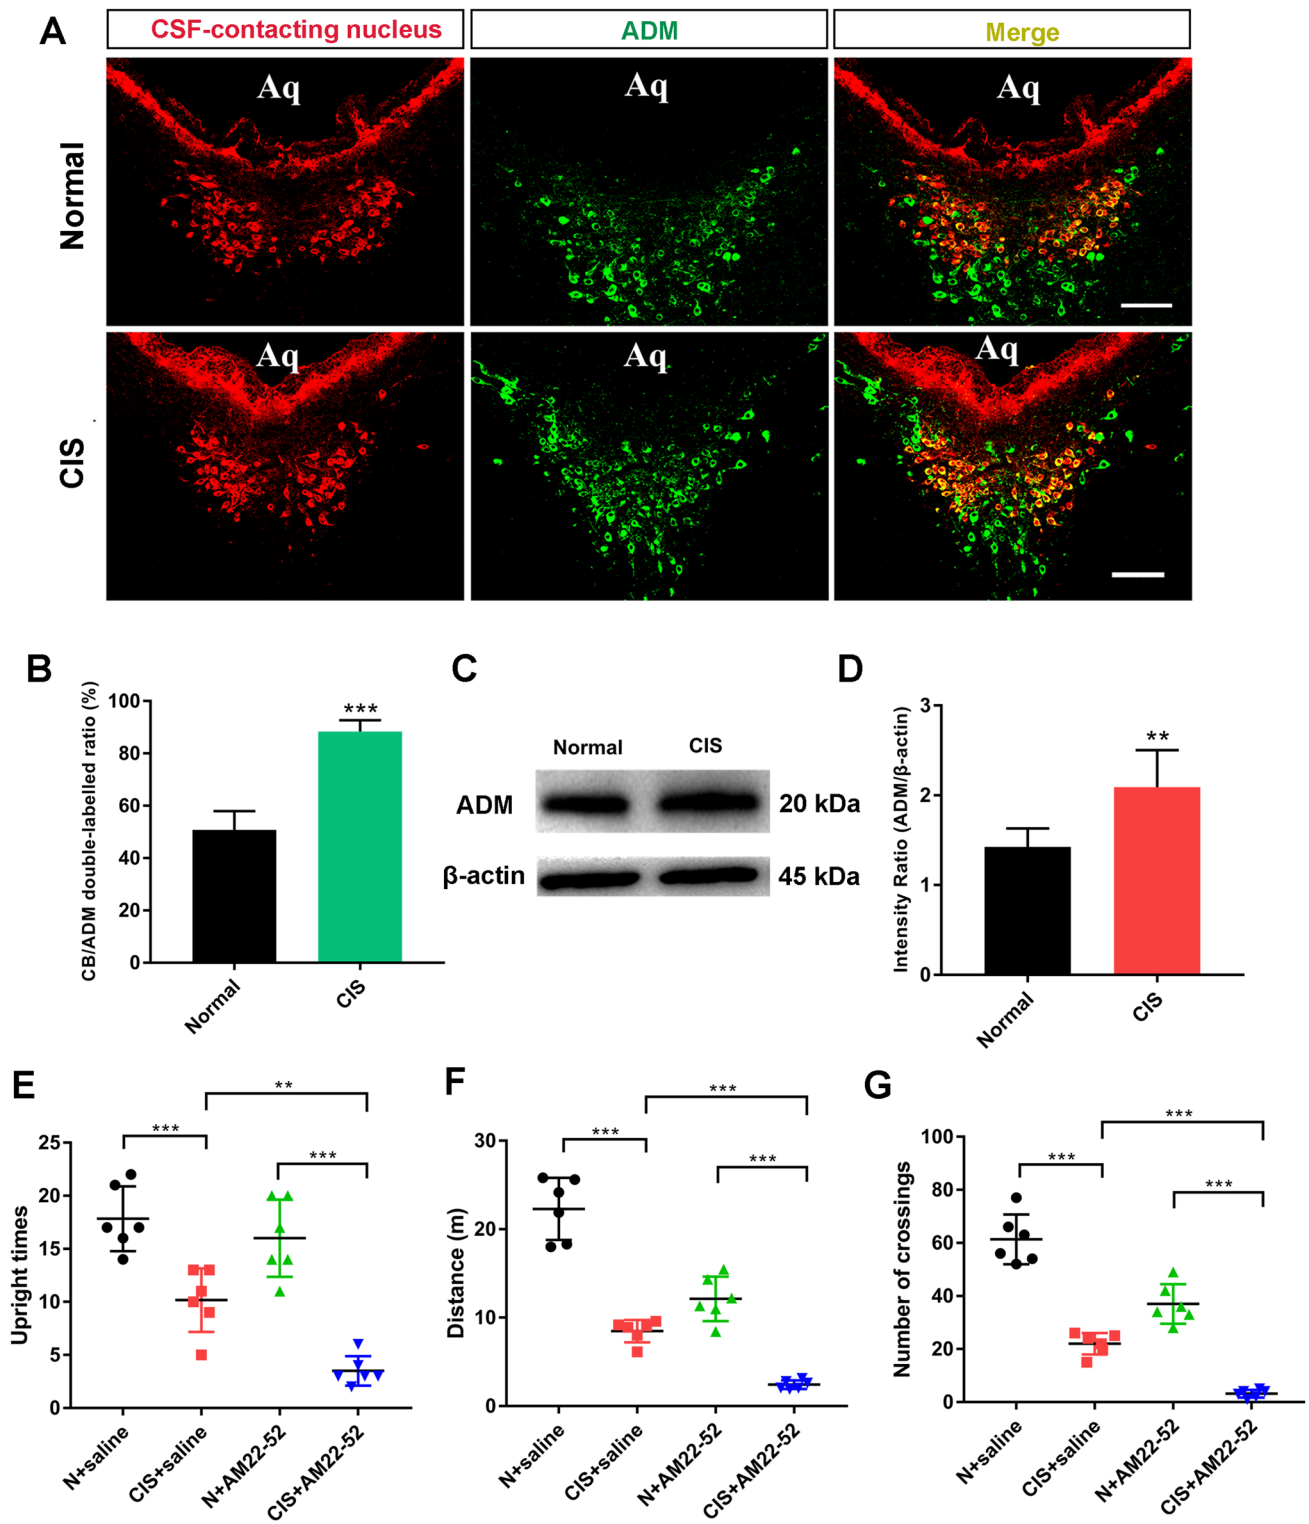 A
CSF-contacting nucleus
ADM
Merge
Normal
Aq
Aq
Aq
CIS
Aq
Aq
Aq
B
CB/ADM double-labelled ratio (%)
100
80
60
40
20
0
***
Normal
CIS
C
Normal
CIS
ADM
20 kDa
β-actin
45 kDa
D
Intensity Ratio (ADM/β-actin)
3
2
1
0
**
Normal
CIS
E
Upright times
25
20
15
10
5
0
***
**
***
N+saline
CIS+saline
N+AM22-52
CIS+AM22-52
F
Distance (m)
30
20
10
0
***
***
***
N+saline
CIS+saline
N+AM22-52
CIS+AM22-52
G
Number of crossings
100
80
60
40
20
0
***
***
***
N+saline
CIS+saline
N+AM22-52
CIS+AM22-52